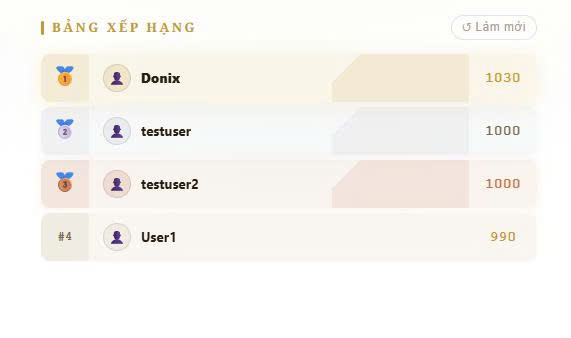 BẢNG XẾP HẠNG
↺ Làm mới
1 Donix 1030
2 testuser 1000
3 testuser2 1000
#4 User1 990